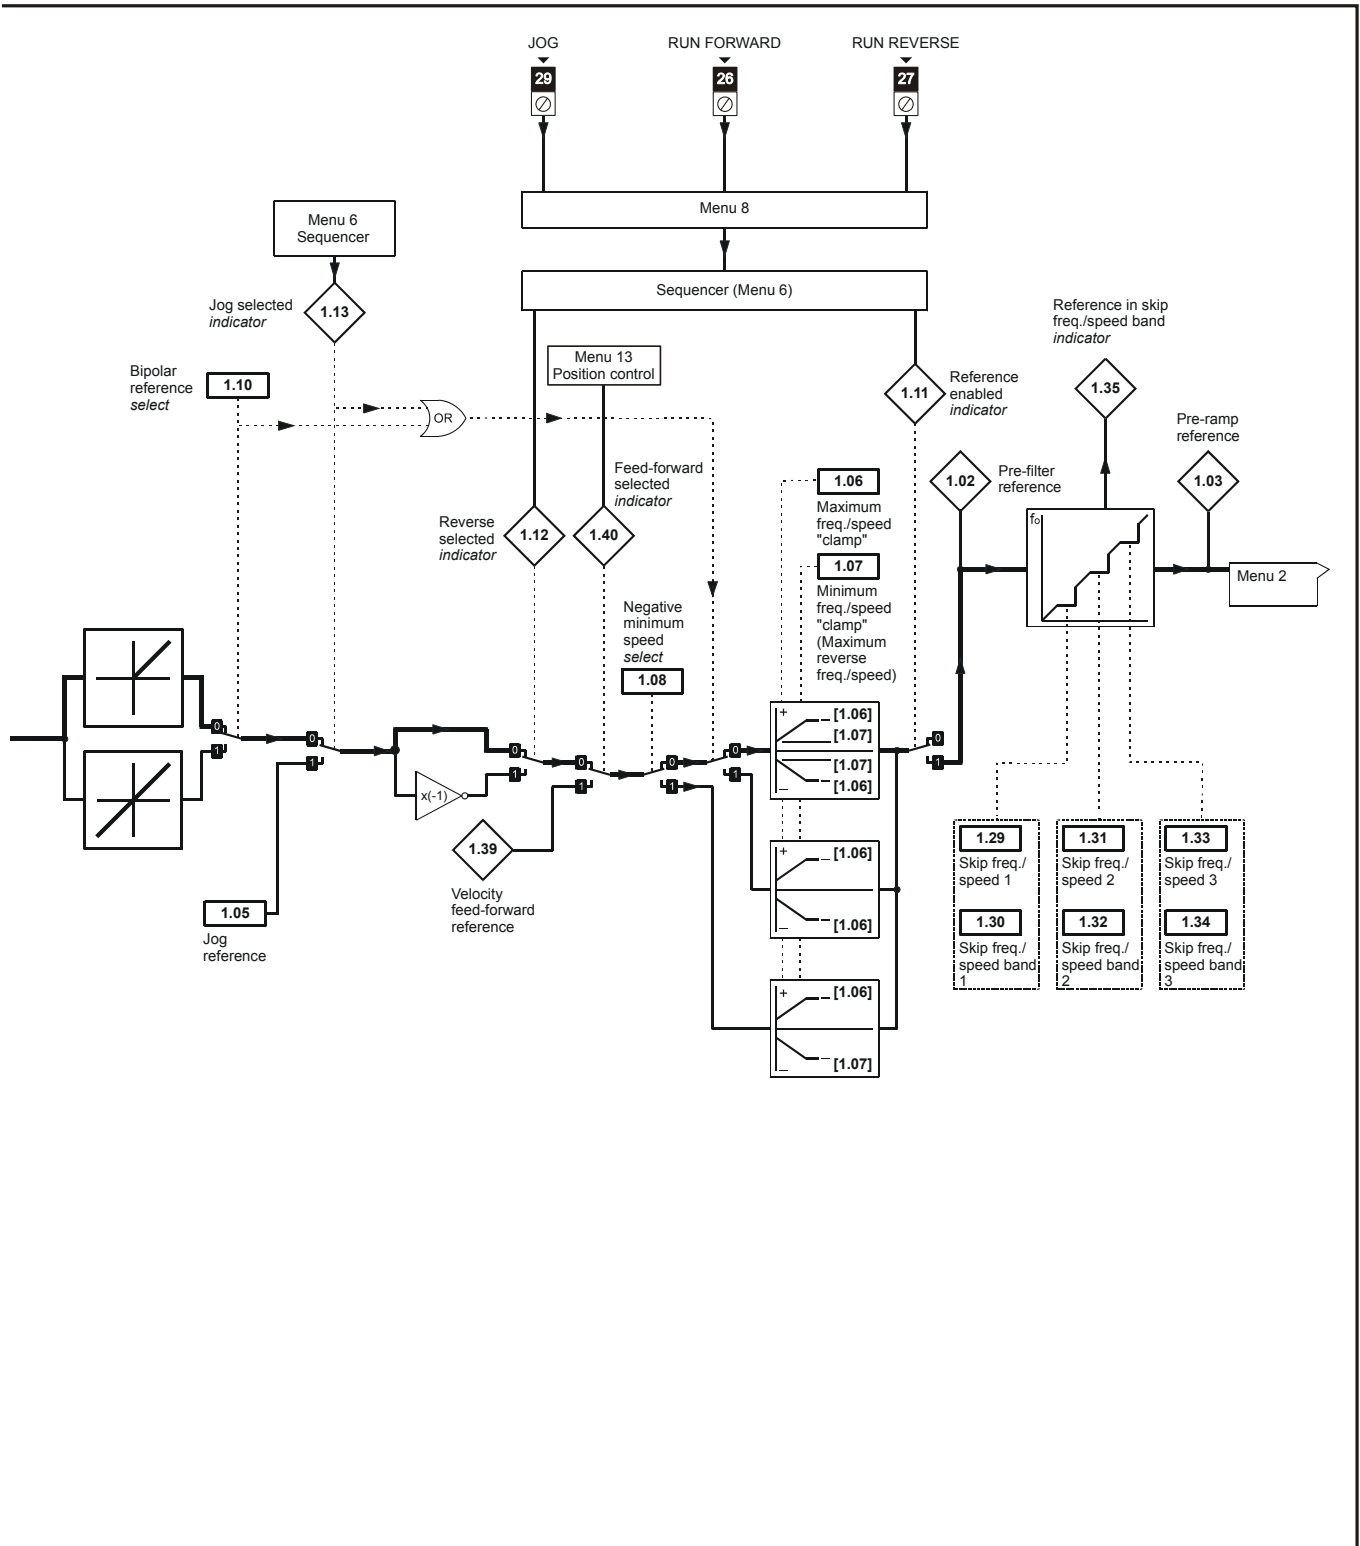 JOG
RUN FORWARD
RUN REVERSE
29
26
27
Menu 8
Menu 6
Sequencer
Sequencer (Menu 6)
Jog selected
indicator
1.13
Reference in skip
freq./speed band
indicator
Menu 13
Position control
Bipolar
reference
select
1.10
1.11
Reference
enabled
indicator
1.35
OR
Pre-ramp
reference
Feed-forward
selected
indicator
1.06
Maximum
freq./speed
"clamp"
1.02
Pre-filter
reference
1.03
Reverse
selected
indicator
1.12
1.40
fo
1.07
Minimum
freq./speed
"clamp"
(Maximum
reverse
freq./speed)
Menu 2
Negative
minimum
speed
select
1.08
0
1
0
1
0
1
0
1
0
1
0
1
0
1
+
[1.06]
[1.07]
[1.07]
[1.06]
_
x(-1)
1.39
Velocity
feed-forward
reference
+
[1.06]
[1.06]
_
1.29
Skip freq./
speed 1
1.31
Skip freq./
speed 2
1.33
Skip freq./
speed 3
1.05
Jog
reference
1.30
Skip freq./
speed band
1
1.32
Skip freq./
speed band
2
1.34
Skip freq./
speed band
3
+
[1.06]
[1.07]
_